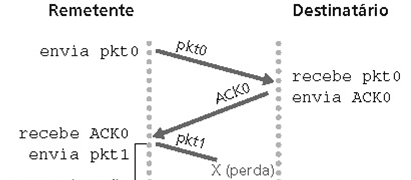 Remetente
Destinatário
envia pkt0
pkt0
recebe pkt0
envia ACK0
ACK0
recebe ACK0
envia pkt1
pkt1
X (perda)